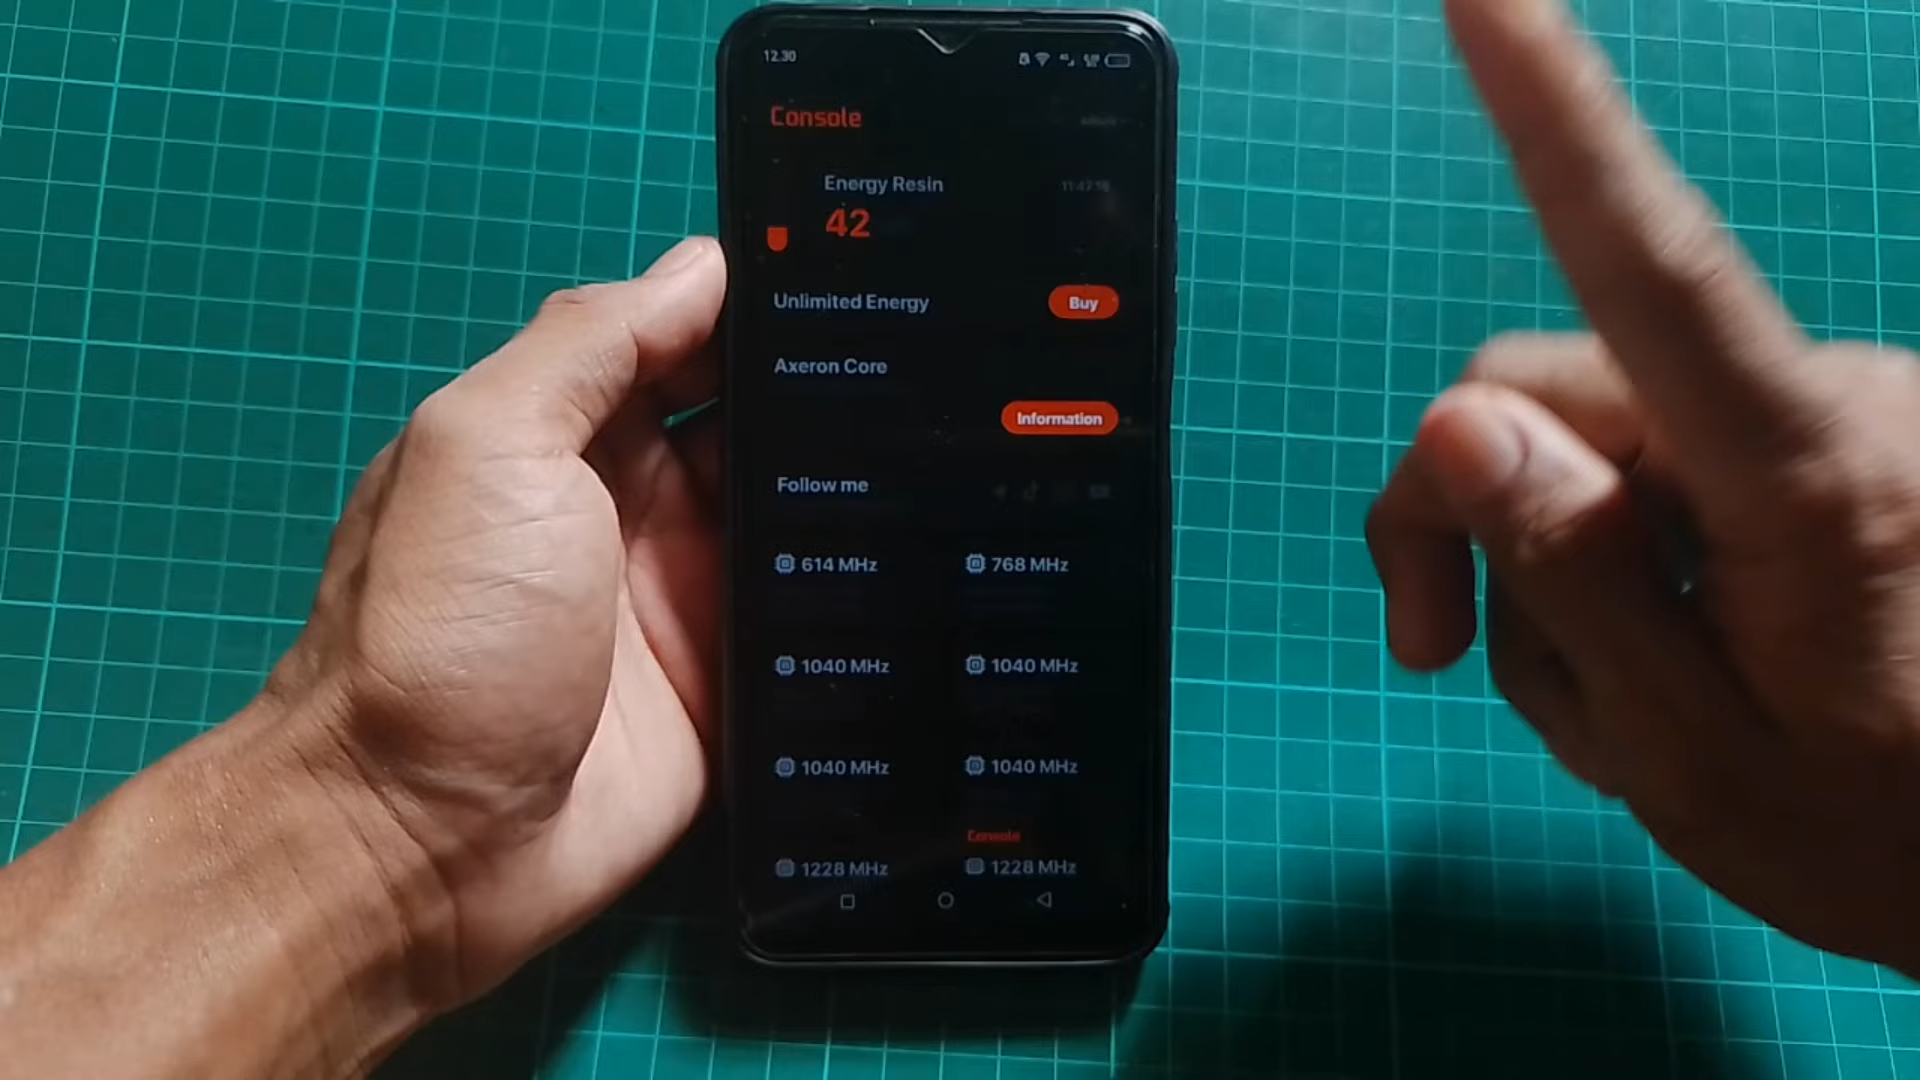 12.30
Console
Energy Resin
42
Unlimited Energy
Buy
Axeron Core
Information
Follow me
614 MHz
768 MHz
1040 MHz
1040 MHz
1040 MHz
1040 MHz
Console
1228 MHz
1228 MHz